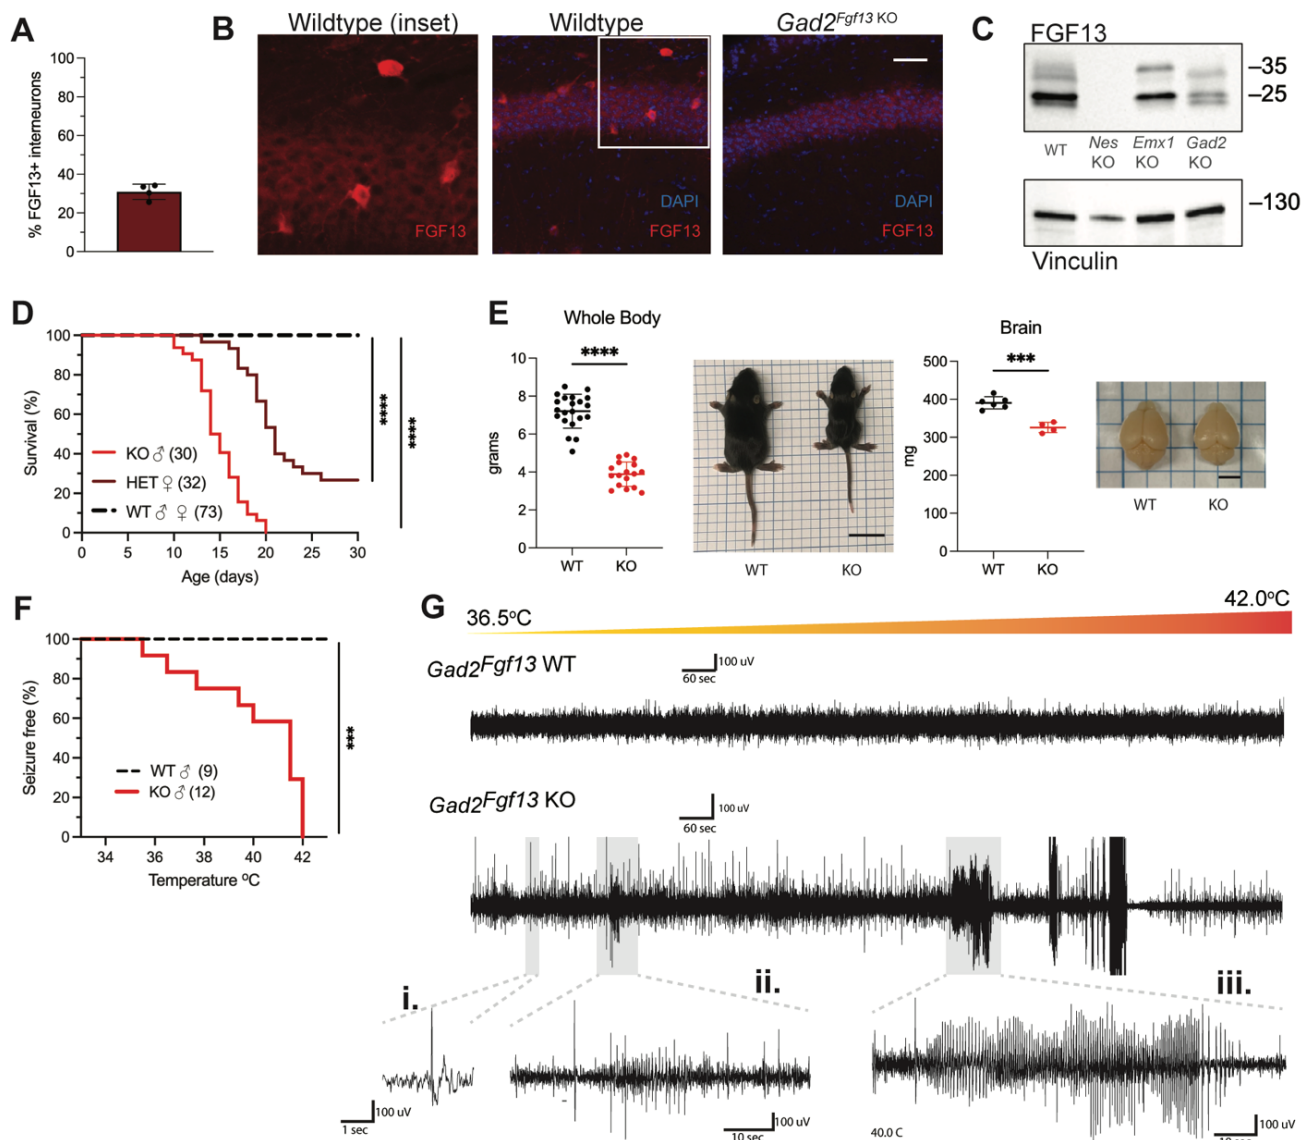 A
% FGF13+ interneurons
100
80
60
40
20
0
B
Wildtype (inset)
Wildtype
Gad2Fgf13 KO
FGF13
DAPI
FGF13
DAPI
FGF13
C
FGF13
–35
–25
WT
Nes KO
Emx1 KO
Gad2 KO
–130
Vinculin
D
Survival (%)
100
80
60
40
20
0
KO ♂ (30)
HET ♀ (32)
WT ♂ ♀ (73)
0 5 10 15 20 25 30
Age (days)
****
****
E
Whole Body
****
grams
10
8
6
4
2
0
WT KO
WT KO
Brain
***
mg
500
400
300
200
100
0
WT KO
WT KO
F
Seizure free (%)
100
80
60
40
20
0
WT ♂ (9)
KO ♂ (12)
34 36 38 40 42
Temperature ºC
***
G
36.5ºC
42.0ºC
Gad2Fgf13 WT
100 uV
60 sec
Gad2Fgf13 KO
100 uV
60 sec
i.
ii.
iii.
100 uV
1 sec
100 uV
10 sec
40.0 C
100 uV